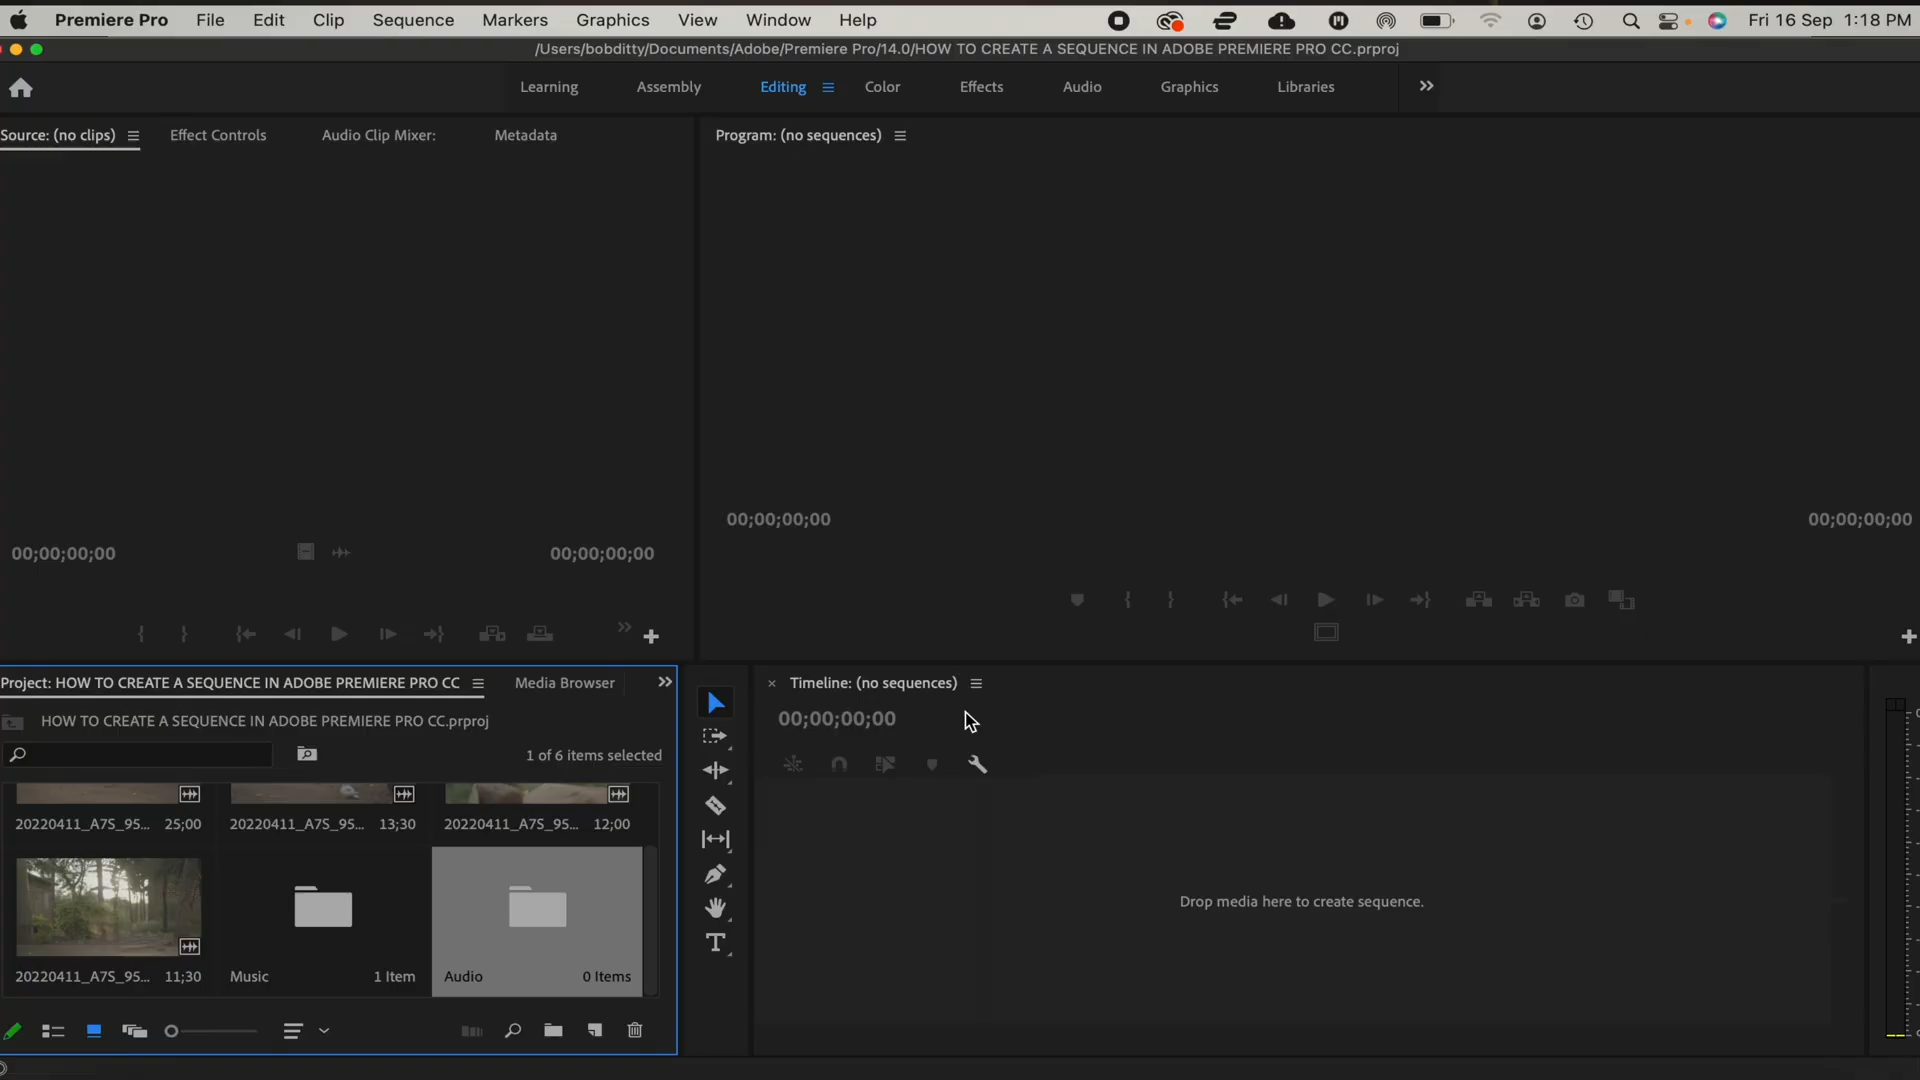 Premiere Pro File Edit Clip Sequence Markers Graphics View Window Help Fri 16 Sep 1:18 PM
/Users/bobditty/Documents/Adobe/Premiere Pro/14.0/HOW TO CREATE A SEQUENCE IN ADOBE PREMIERE PRO CC.prproj
Learning Assembly Editing Color Effects Audio Graphics Libraries
Source: (no clips) Effect Controls Audio Clip Mixer: Metadata
Program: (no sequences)
00;00;00;00 00;00;00;00
00;00;00;00 00;00;00;00
Project: HOW TO CREATE A SEQUENCE IN ADOBE PREMIERE PRO CC Media Browser
HOW TO CREATE A SEQUENCE IN ADOBE PREMIERE PRO CC.prproj
1 of 6 items selected
20220411_A7S_95... 25;00 20220411_A7S_95... 13;30 20220411_A7S_95... 12;00
20220411_A7S_95... 11;30 Music 1 Item Audio 0 Items
Timeline: (no sequences)
00;00;00;00
Drop media here to create sequence.